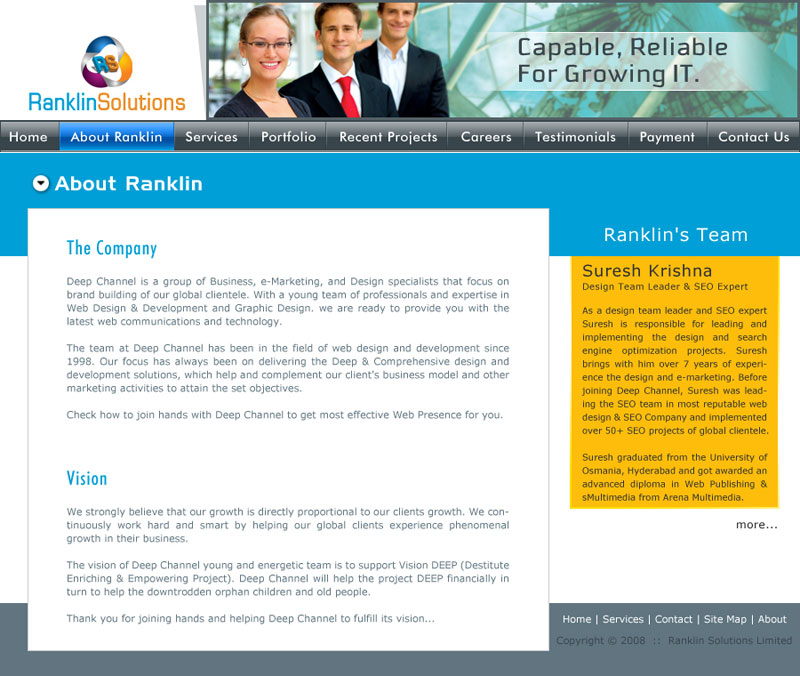 RS
RanklinSolutions
Capable, Reliable
For Growing IT.
Home About Ranklin Services Portfolio Recent Projects Careers Testimonials Payment Contact Us
About Ranklin
The Company
Deep Channel is a group of Business, e-Marketing, and Design specialists that focus on
brand building of our global clientele. With a young team of professionals and expertise in
Web Design & Development and Graphic Design. we are ready to provide you with the
latest web communications and technology.
The team at Deep Channel has been in the field of web design and development since
1998. Our focus has always been on delivering the Deep & Comprehensive design and
development solutions, which help and complement our client's business model and other
marketing activities to attain the set objectives.
Check how to join hands with Deep Channel to get most effective Web Presence for you.
Vision
We strongly believe that our growth is directly proportional to our clients growth. We con-
tinuously work hard and smart by helping our global clients experience phenomenal
growth in their business.
The vision of Deep Channel young and energetic team is to support Vision DEEP (Destitute
Enriching & Empowering Project). Deep Channel will help the project DEEP financially in
turn to help the downtrodden orphan children and old people.
Thank you for joining hands and helping Deep Channel to fulfill its vision...
Ranklin's Team
Suresh Krishna
Design Team Leader & SEO Expert
As a design team leader and SEO expert
Suresh is responsible for leading and
implementing the design and search
engine optimization projects. Suresh
brings with him over 7 years of experi-
ence the design and e-marketing. Before
joining Deep Channel, Suresh was lead-
ing the SEO team in most reputable web
design & SEO Company and implemented
over 50+ SEO projects of global clientele.
Suresh graduated from the University of
Osmania, Hyderabad and got awarded an
advanced diploma in Web Publishing &
sMultimedia from Arena Multimedia.
more...
Home | Services | Contact | Site Map | About
Copyright © 2008 :: Ranklin Solutions Limited